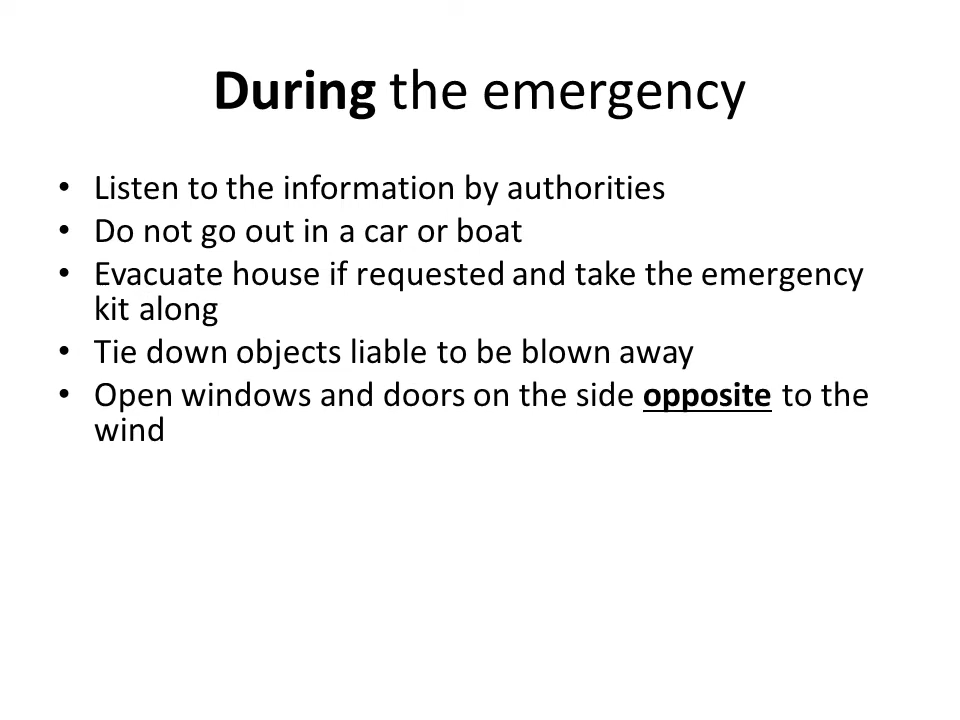 During the emergency
• Listen to the information by authorities
• Do not go out in a car or boat
• Evacuate house if requested and take the emergency
kit along
• Tie down objects liable to be blown away
• Open windows and doors on the side opposite to the
wind